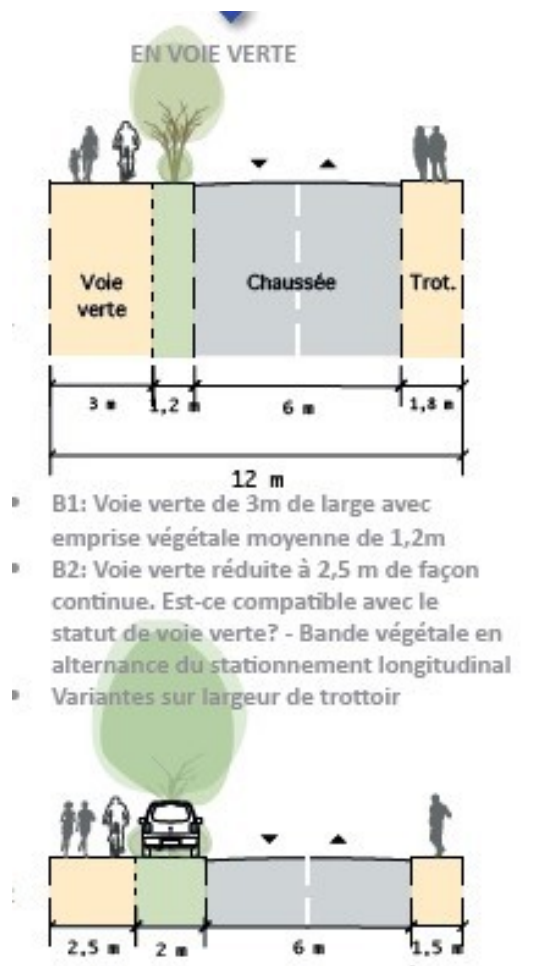 EN VOIE VERTE
Voie
verte
Chaussée
Trot.
3 m
1,2 m
6 m
1,8 m
12 m
• B1: Voie verte de 3m de large avec
emprise végétale moyenne de 1,2m
• B2: Voie verte réduite à 2,5 m de façon
continue. Est-ce compatible avec le
statut de voie verte? - Bande végétale en
alternance du stationnement longitudinal
• Variantes sur largeur de trottoir
2,5 m
2 m
6 m
1,5 m